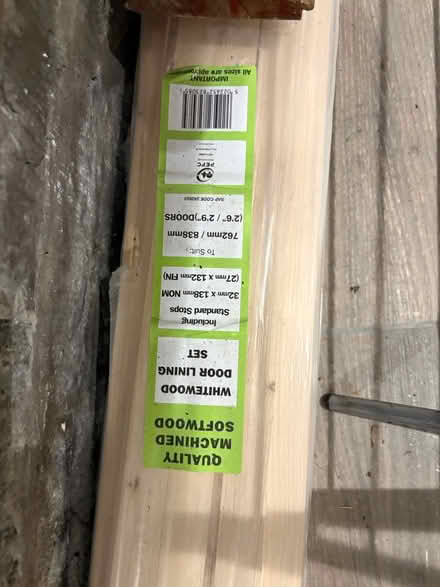 QUALITY
MACHINED
SOFTWOOD
WHITEWOOD
DOOR LINING
SET
Including
Standard Stops
32mm x 138mm NOM
(27mm x 132mm FIN)
To Suit:
762mm / 838mm
(2'6" / 2'9")DOORS
PEFC
IMPORTANT
All sizes are